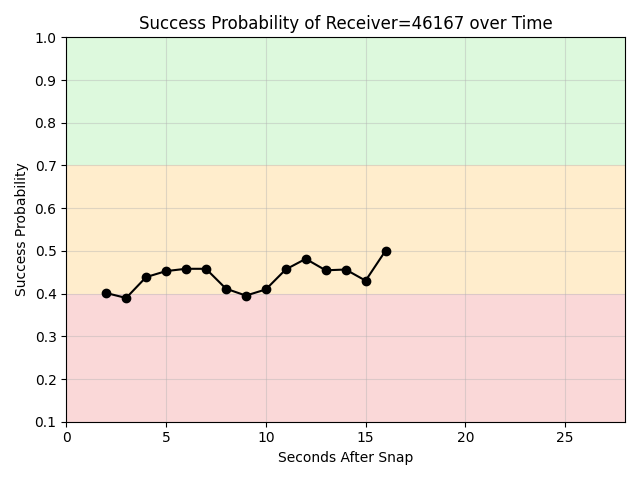 Success Probability of Receiver=46167 over Time
1.0
0.9
0.8
0.7
0.6
0.5
0.4
0.3
0.2
0.1
Success Probability
0 5 10 15 20 25
Seconds After Snap